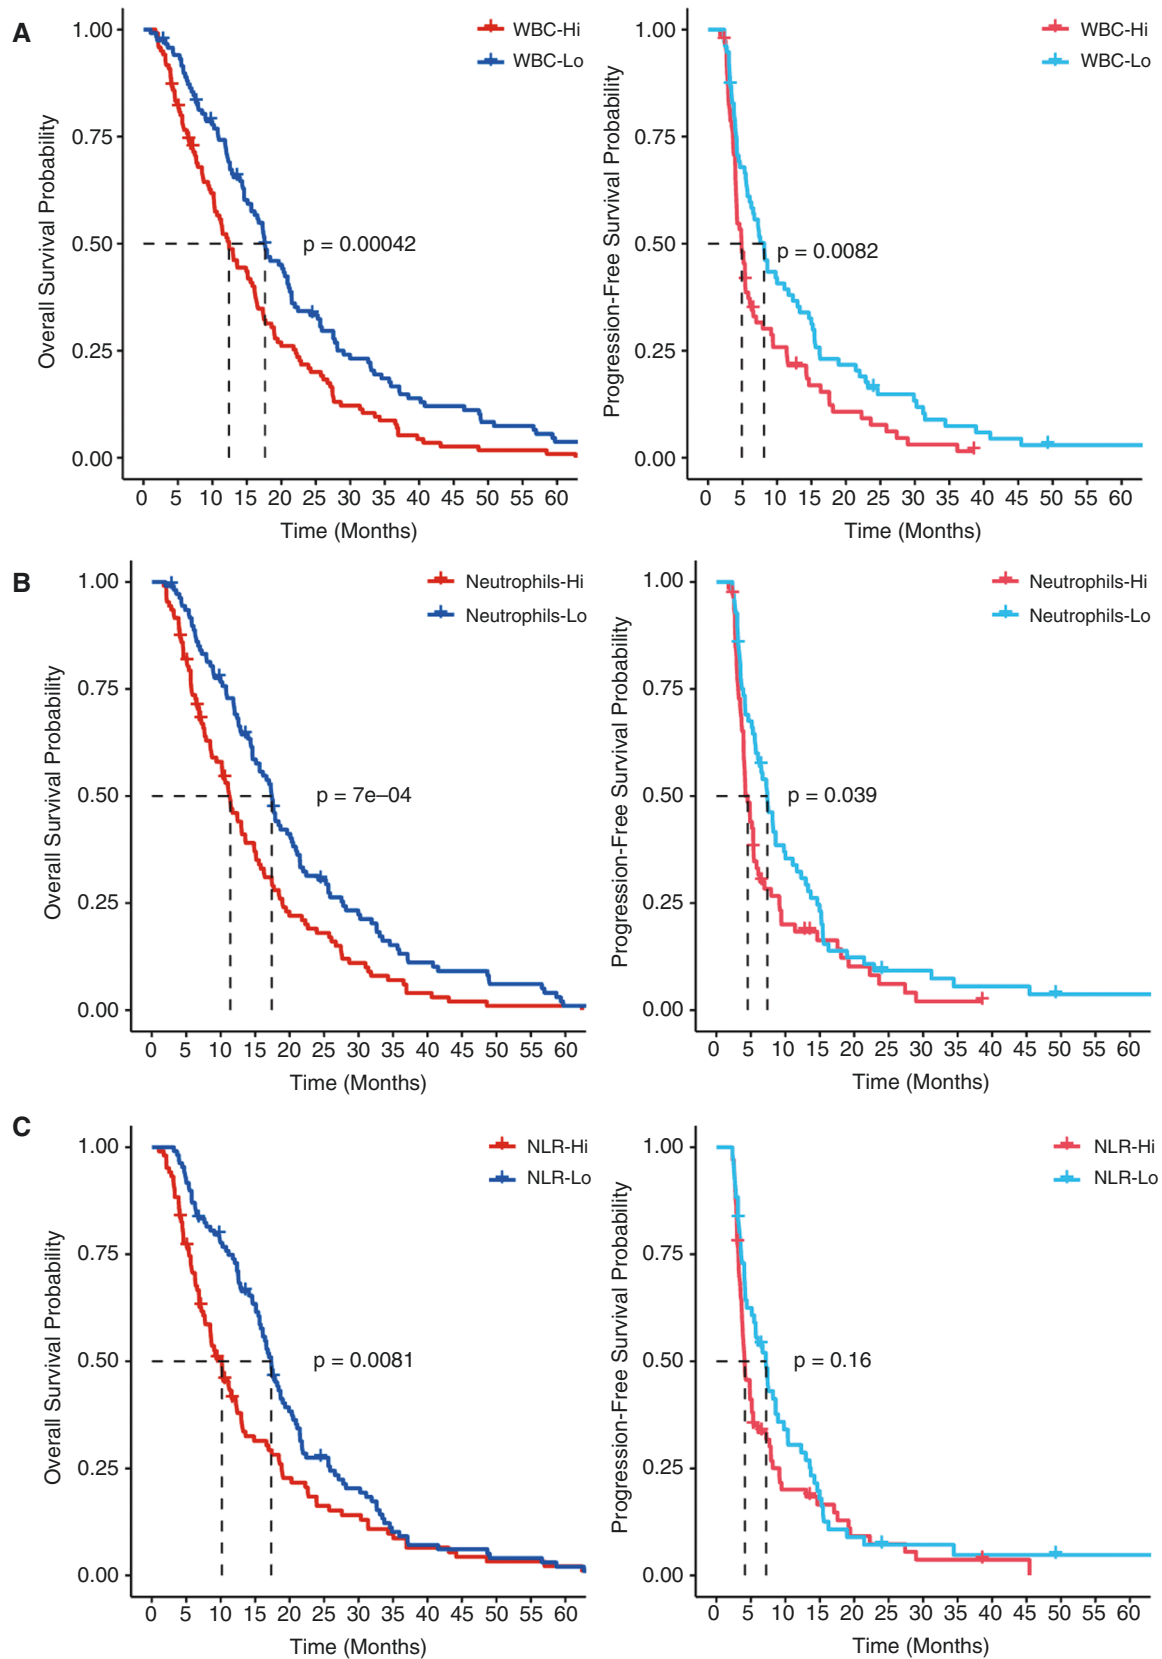 A
Overall Survival Probability
1.00
0.75
0.50
0.25
0.00
WBC-Hi
WBC-Lo
p = 0.00042
0 5 10 15 20 25 30 35 40 45 50 55 60
Time (Months)
Progression-Free Survival Probability
1.00
0.75
0.50
0.25
0.00
WBC-Hi
WBC-Lo
p = 0.0082
0 5 10 15 20 25 30 35 40 45 50 55 60
Time (Months)
B
Overall Survival Probability
1.00
0.75
0.50
0.25
0.00
Neutrophils-Hi
Neutrophils-Lo
p = 7e–04
0 5 10 15 20 25 30 35 40 45 50 55 60
Time (Months)
Progression-Free Survival Probability
1.00
0.75
0.50
0.25
0.00
Neutrophils-Hi
Neutrophils-Lo
p = 0.039
0 5 10 15 20 25 30 35 40 45 50 55 60
Time (Months)
C
Overall Survival Probability
1.00
0.75
0.50
0.25
0.00
NLR-Hi
NLR-Lo
p = 0.0081
0 5 10 15 20 25 30 35 40 45 50 55 60
Time (Months)
Progression-Free Survival Probability
1.00
0.75
0.50
0.25
0.00
NLR-Hi
NLR-Lo
p = 0.16
0 5 10 15 20 25 30 35 40 45 50 55 60
Time (Months)